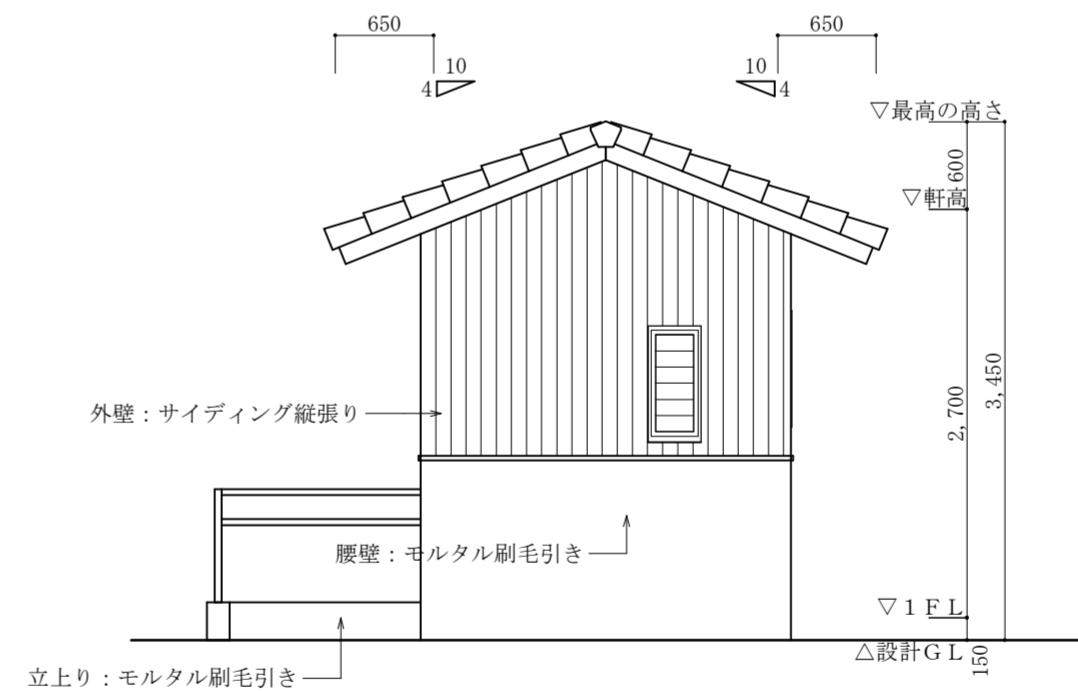 650
650
10
4
10
4
▽最高の高さ
600
▽軒高
外壁：サイディング縦張り
2,700
3,450
腰壁：モルタル刷毛引き
▽１ＦＬ
△設計ＧＬ
150
立上り：モルタル刷毛引き